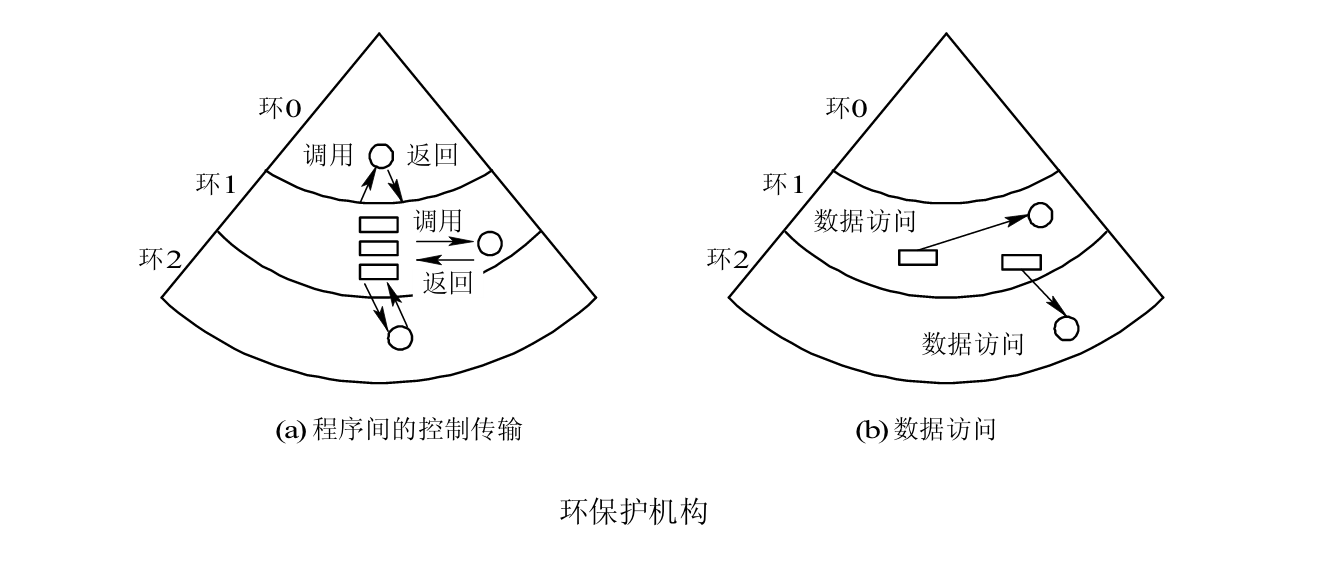 环0
调用
返回
环1
调用
环2
返回
(a) 程序间的控制传输
环0
环1
数据访问
环2
数据访问
(b) 数据访问
环保护机构